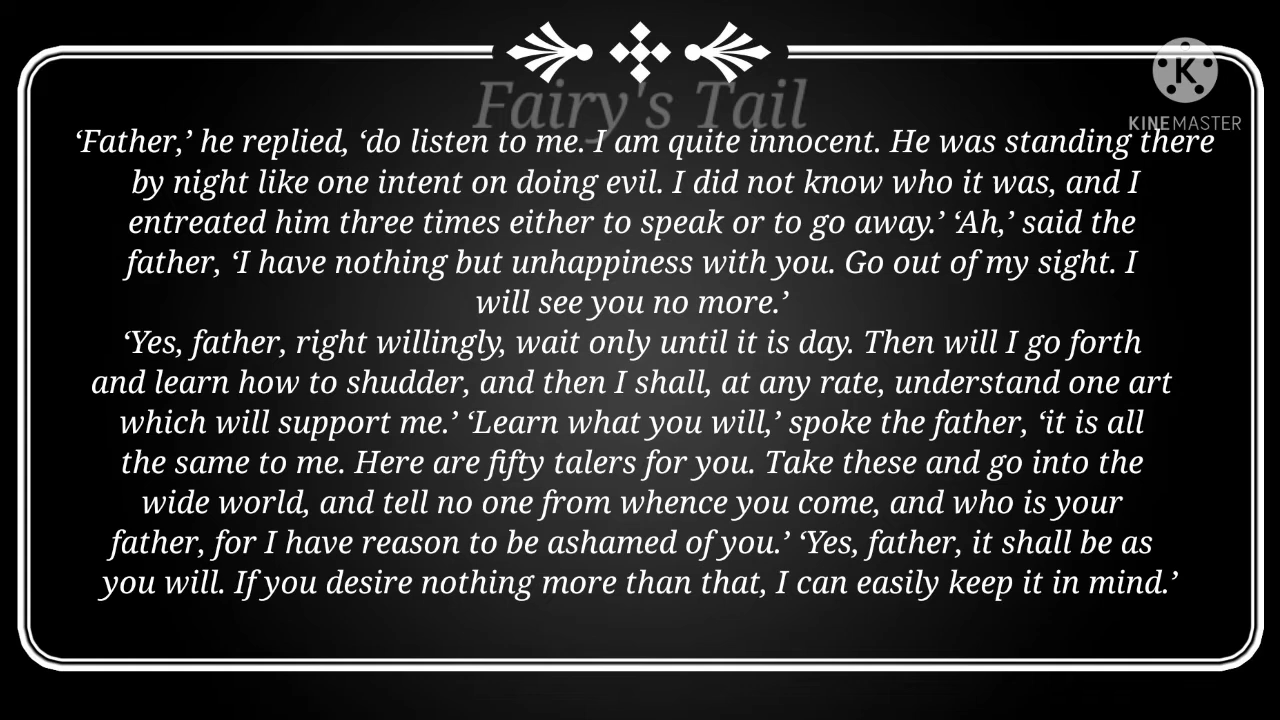 Fairy's Tail
K
KINEMASTER
‘Father,’ he replied, ‘do listen to me. I am quite innocent. He was standing there
by night like one intent on doing evil. I did not know who it was, and I
entreated him three times either to speak or to go away.’ ‘Ah,’ said the
father, ‘I have nothing but unhappiness with you. Go out of my sight. I
will see you no more.’
‘Yes, father, right willingly, wait only until it is day. Then will I go forth
and learn how to shudder, and then I shall, at any rate, understand one art
which will support me.’ ‘Learn what you will,’ spoke the father, ‘it is all
the same to me. Here are fifty talers for you. Take these and go into the
wide world, and tell no one from whence you come, and who is your
father, for I have reason to be ashamed of you.’ ‘Yes, father, it shall be as
you will. If you desire nothing more than that, I can easily keep it in mind.’